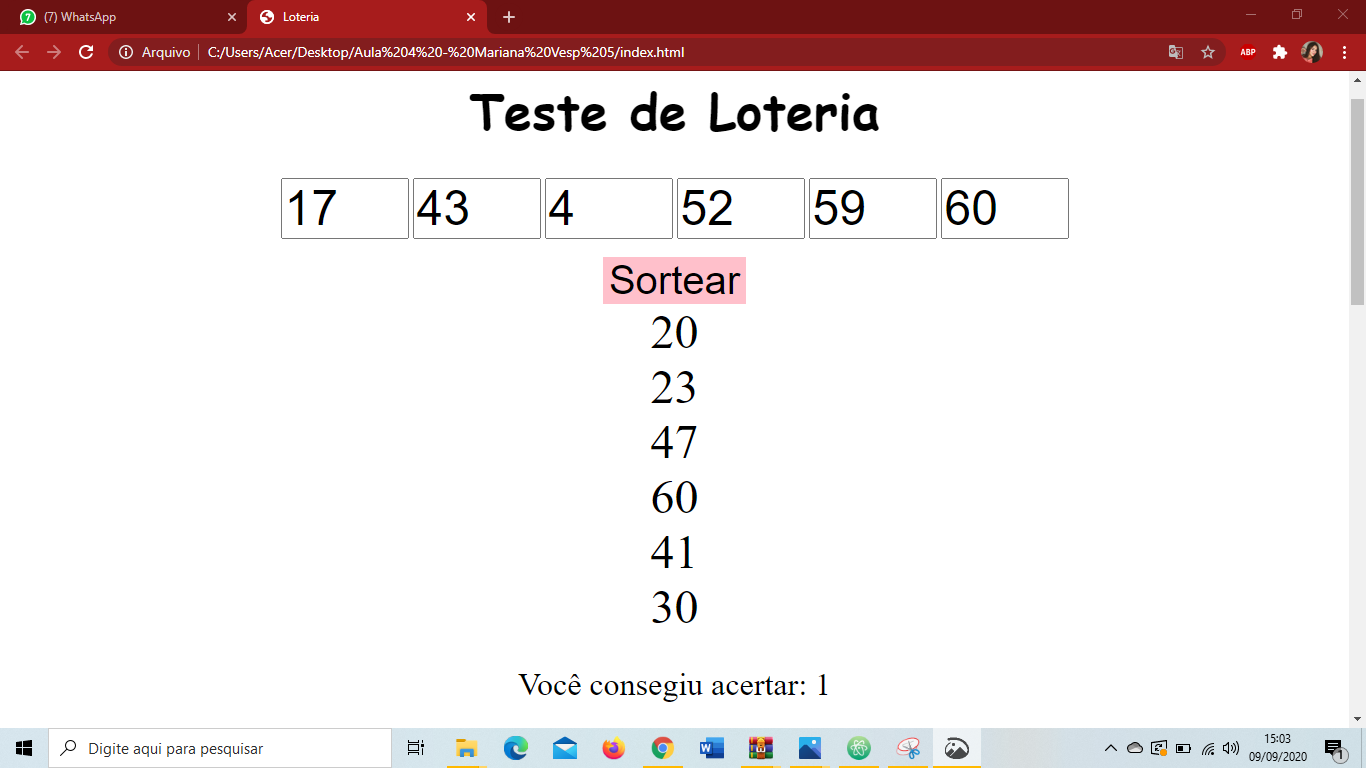 7 (7) WhatsApp
Loteria
Arquivo C:/Users/Acer/Desktop/Aula%204%20-%20Mariana%20Vesp%205/index.html
ABP
Teste de Loteria
17 43 4 52 59 60
Sortear
20
23
47
60
41
30
Você consegiu acertar: 1
Digite aqui para pesquisar
15:03
09/09/2020
1